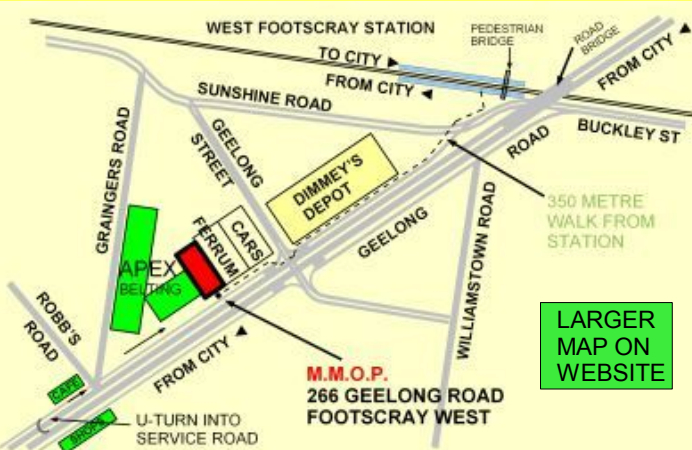 WEST FOOTSCRAY STATION
PEDESTRIAN
BRIDGE
ROAD
BRIDGE
TO CITY
FROM CITY
FROM CITY
SUNSHINE ROAD
BUCKLEY ST
GRAINGERS ROAD
GEELONG
STREET
DIMMEY'S
DEPOT
GEELONG ROAD
WILLIAMSTOWN ROAD
350 METRE
WALK FROM
STATION
FERRUM
CARS
APEX
BELTING
ROBB'S
ROAD
FROM CITY
LARGER
MAP ON
WEBSITE
M.M.O.P.
266 GEELONG ROAD
FOOTSCRAY WEST
CAFE
SHOPS
U-TURN INTO
SERVICE ROAD